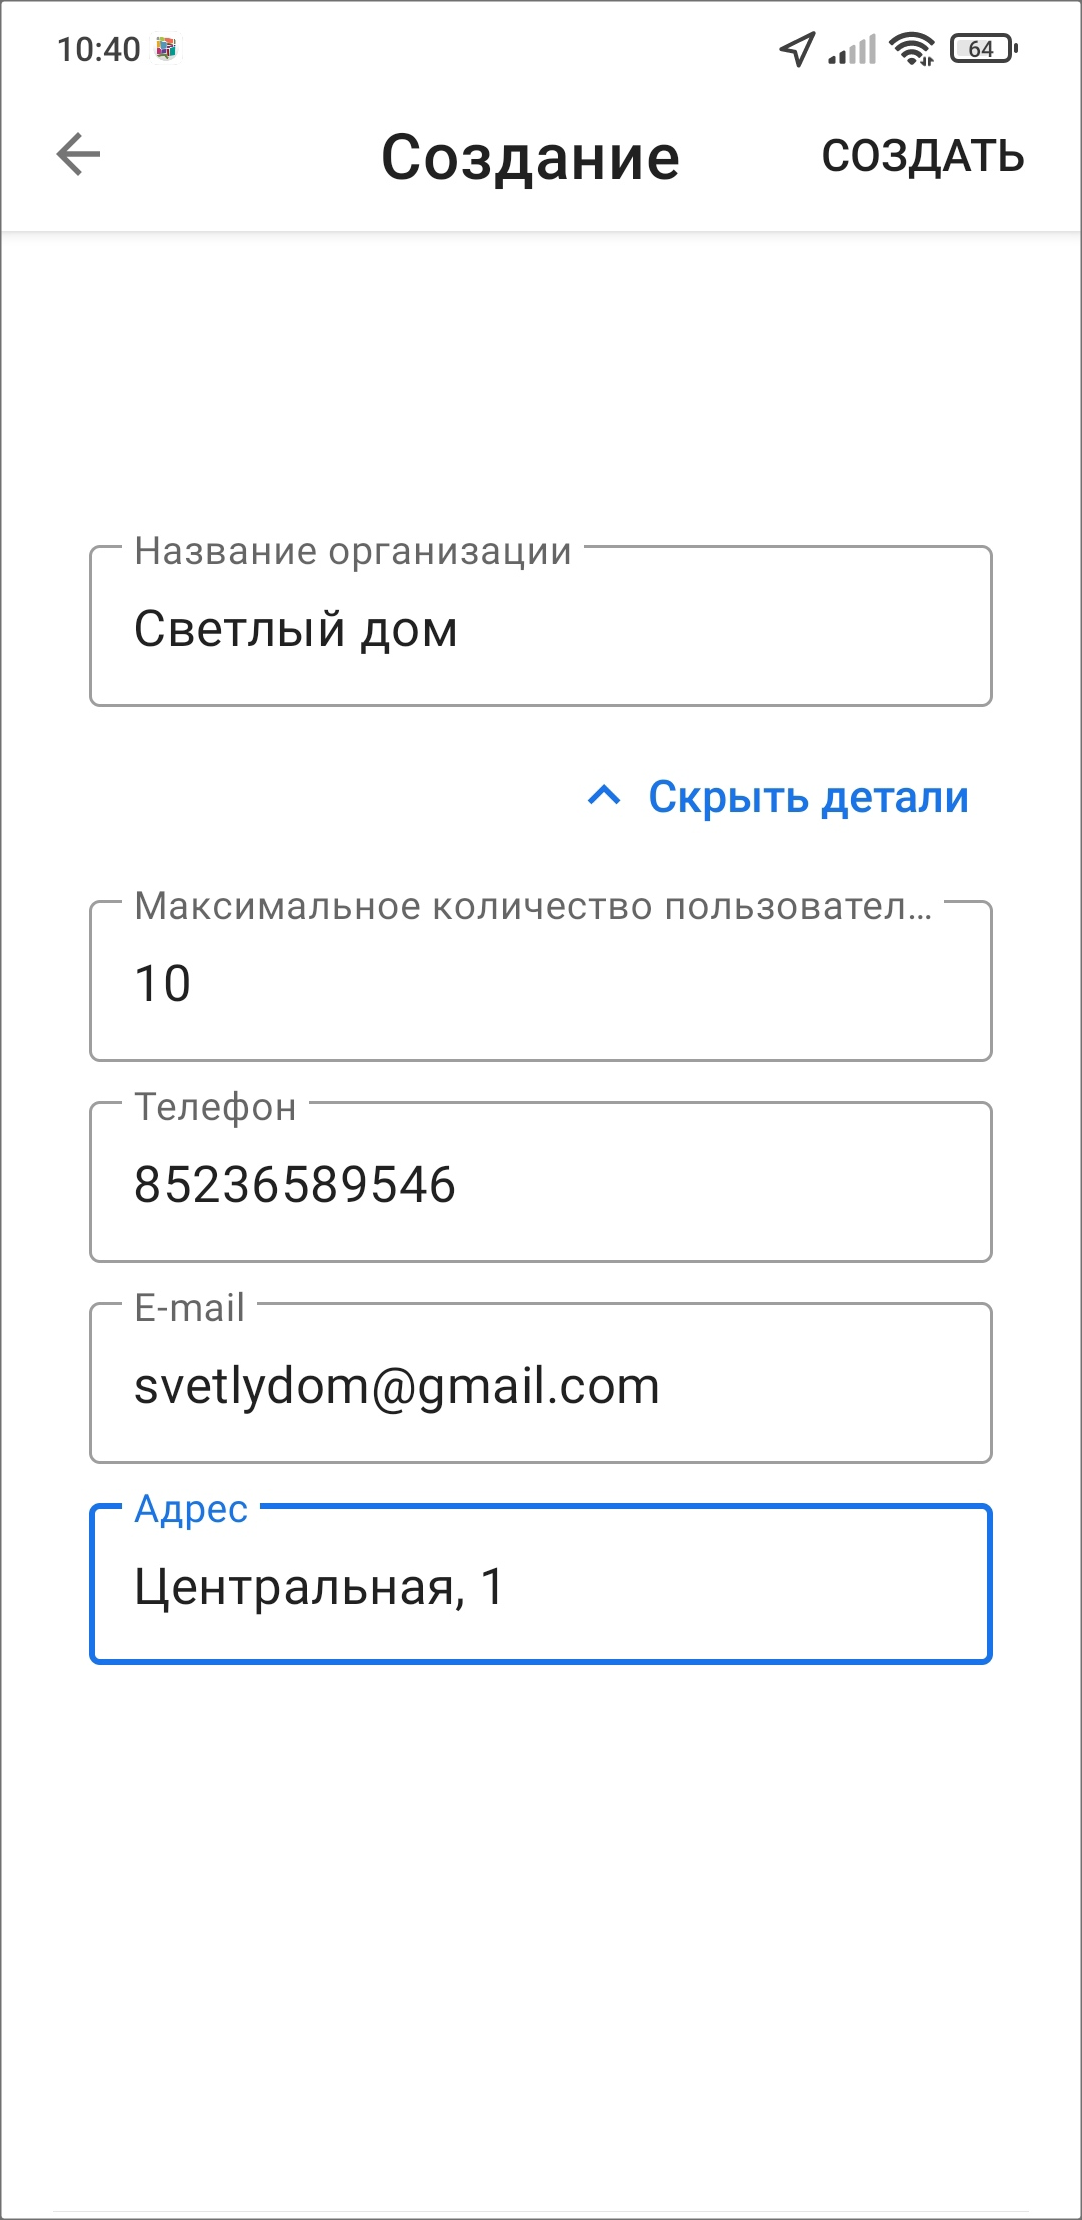 10:40
64
Создание
СОЗДАТЬ
Название организации
Светлый дом
Скрыть детали
Максимальное количество пользовател...
10
Телефон
85236589546
E-mail
svetlydom@gmail.com
Адрес
Центральная, 1